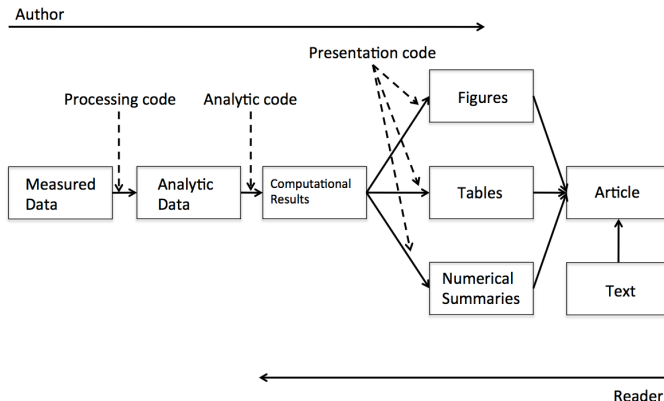 Author
Presentation code
Processing code
Analytic code
Figures
Measured
Data
Analytic
Data
Computational
Results
Tables
Article
Numerical
Summaries
Text
Reader